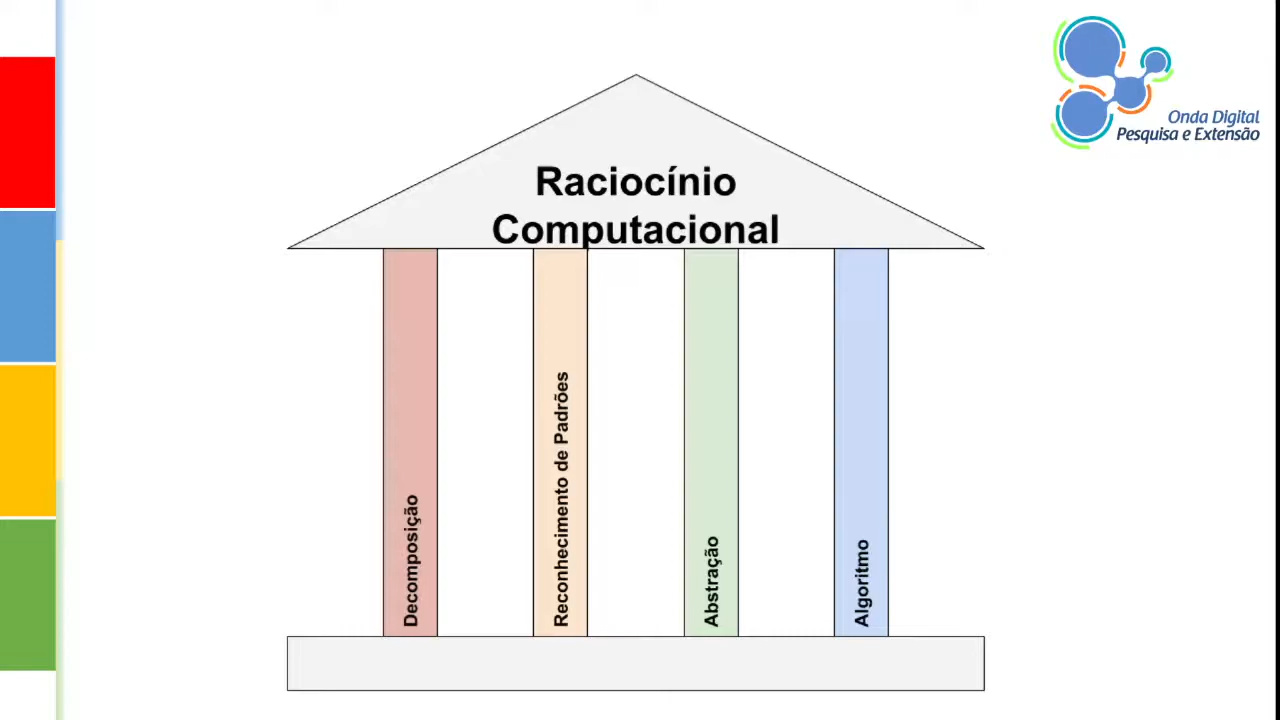 Onda Digital
Pesquisa e Extensão
Raciocínio
Computacional
Decomposição
Reconhecimento de Padrões
Abstração
Algoritmo